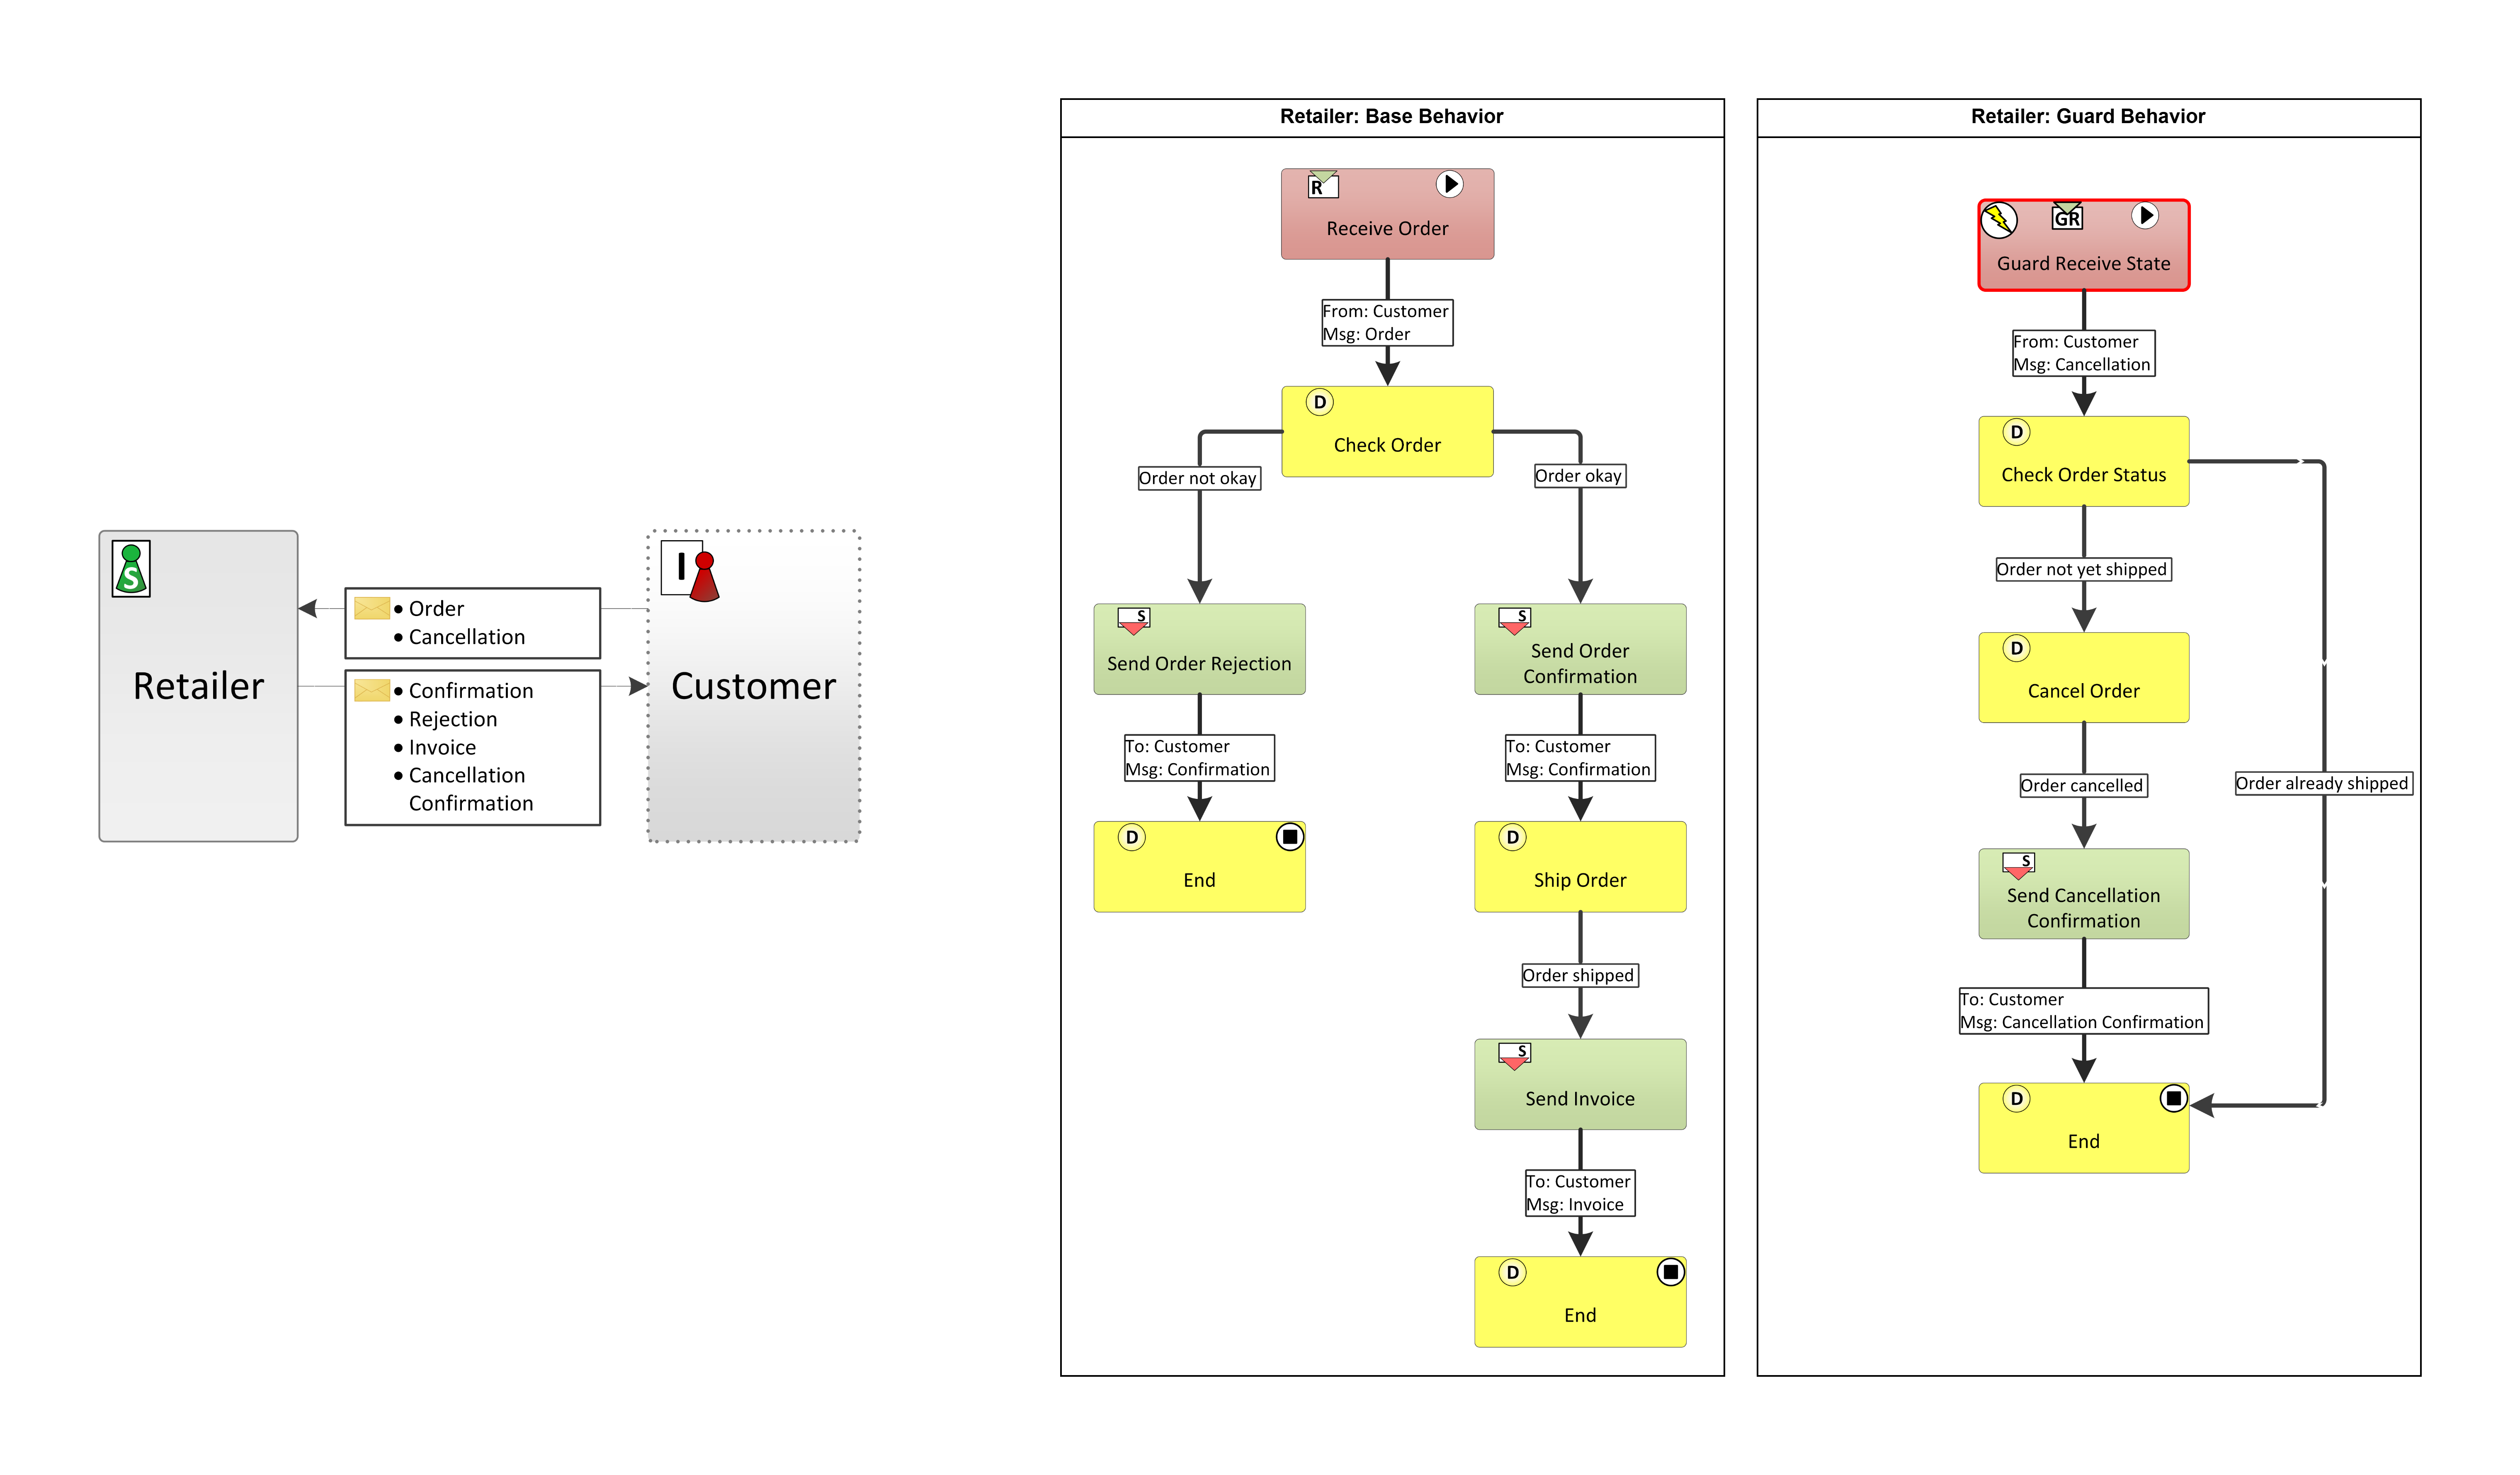 S
Retailer
• Order
• Cancellation
• Confirmation
• Rejection
• Invoice
• Cancellation
Confirmation
I
Customer
Retailer: Base Behavior
R
Receive Order
From: Customer
Msg: Order
D
Check Order
Order not okay
Order okay
S
Send Order Rejection
To: Customer
Msg: Confirmation
D
End
S
Send Order
Confirmation
To: Customer
Msg: Confirmation
D
Ship Order
Order shipped
S
Send Invoice
To: Customer
Msg: Invoice
D
End
Retailer: Guard Behavior
GR
Guard Receive State
From: Customer
Msg: Cancellation
D
Check Order Status
Order not yet shipped
D
Cancel Order
Order cancelled
Order already shipped
S
Send Cancellation
Confirmation
To: Customer
Msg: Cancellation Confirmation
D
End